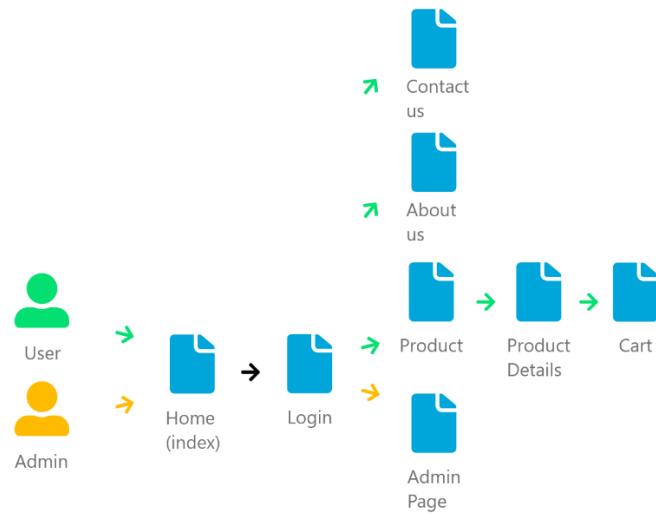 Contact
us
About
us
User
Product
Product
Details
Cart
Home
(index)
Login
Admin
Admin
Page